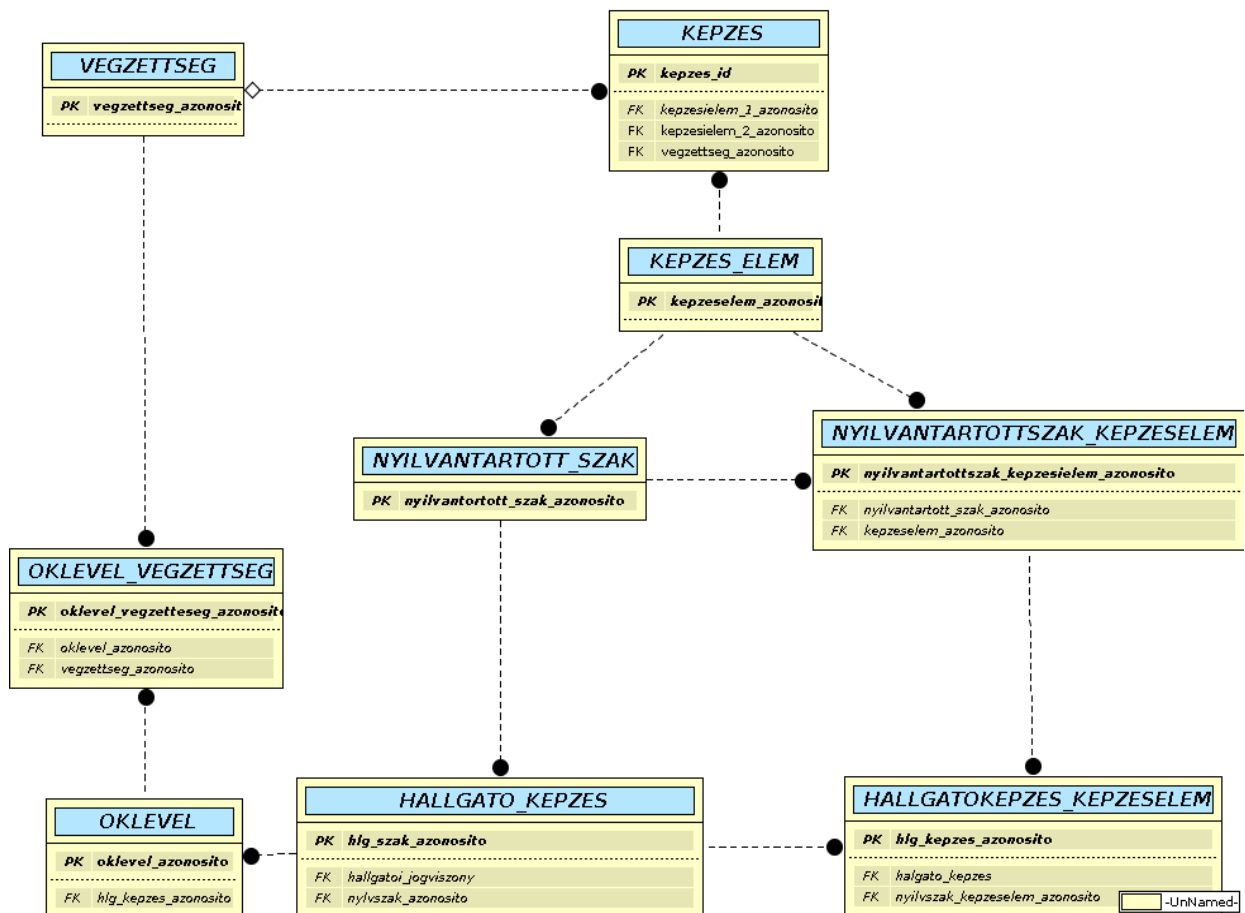 VEGZETTSEG
PK vegzettseg_azonosit
KEPZES
PK kepzes_id
FK kepzesielem_1_azonosito
FK kepzesielem_2_azonosito
FK vegzettseg_azonosito
KEPZES_ELEM
PK kepzeselem_azonosit
NYILVANTARTOTT_SZAK
PK nyilvantortott_szak_azonosito
NYILVANTARTOTTSZAK_KEPZESELEM
PK nyilvantartottszak_kepzesielem_azonosito
FK nyilvantartott_szak_azonosito
FK kepzeselem_azonosito
OKLEVEL_VEGZETTSEG
PK oklevel_vegzetteseg_azonosito
FK oklevel_azonosito
FK vegzettseg_azonosito
OKLEVEL
PK oklevel_azonosito
FK hlg_kepzes_azonosito
HALLGATO_KEPZES
PK hlg_szak_azonosito
FK hallgatoi_jogviszony
FK nylvszak_azonosito
HALLGATOKEPZES_KEPZESELEM
PK hlg_kepzes_azonosito
FK halgato_kepzes
FK nyilvszak_kepzeselem_azonosito
-UnNamed-